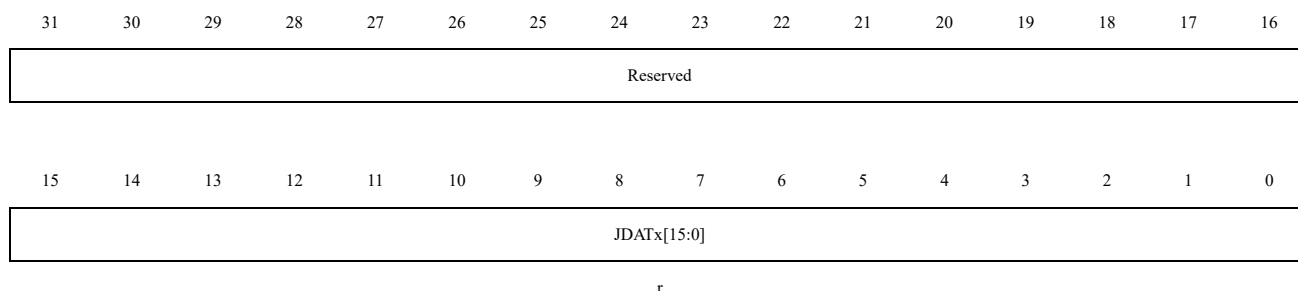 31 30 29 28 27 26 25 24 23 22 21 20 19 18 17 16
Reserved
15 14 13 12 11 10 9 8 7 6 5 4 3 2 1 0
JDATx[15:0]
r